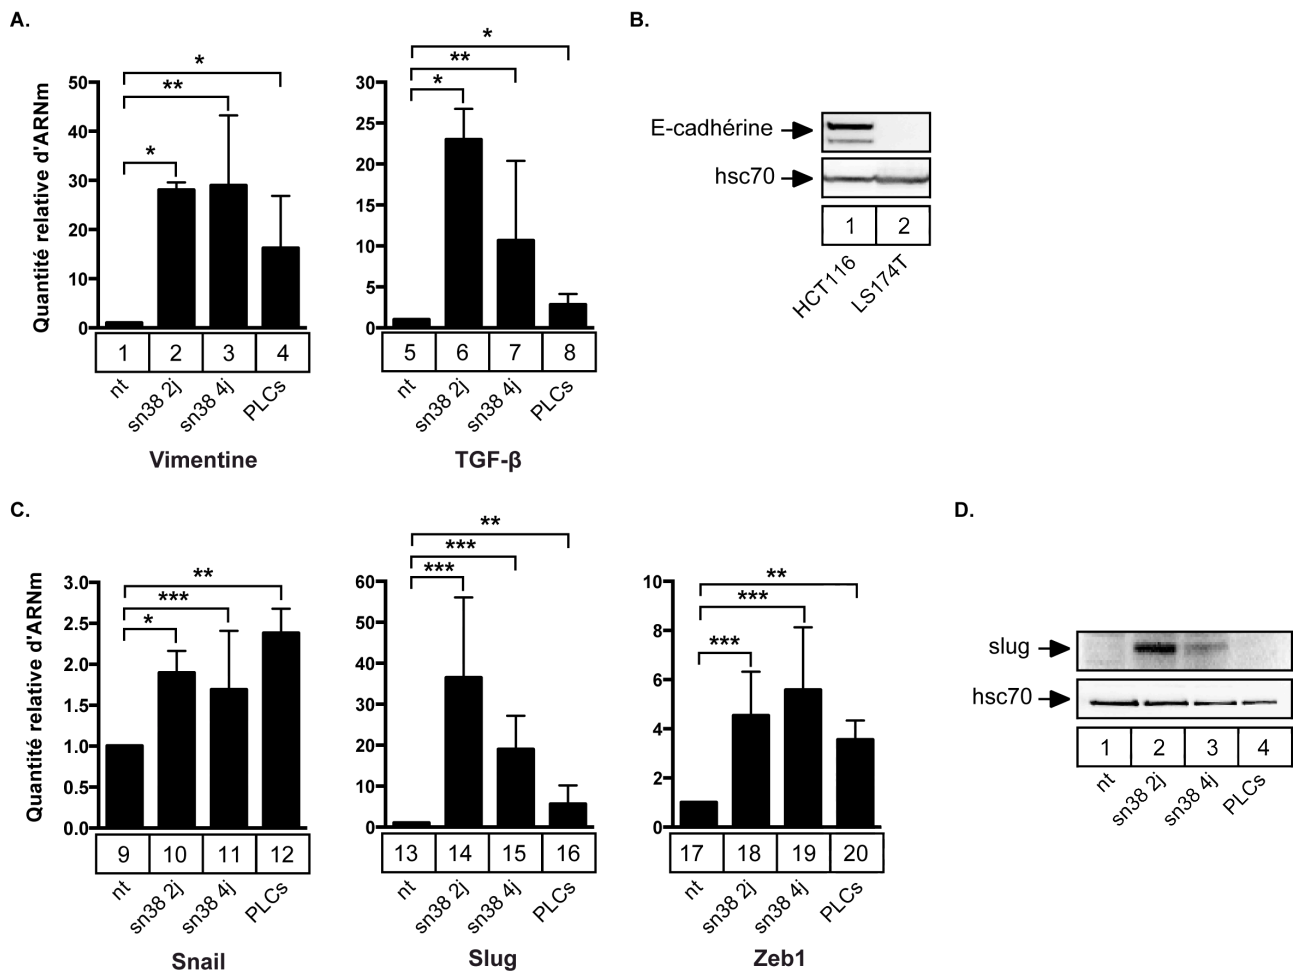 A.
B.
Quantité relative d'ARNm
50
40
30
20
10
0
*
**
*
1 2 3 4
nt sn38 2j sn38 4j PLCs
Vimentine
30
25
20
15
10
5
0
*
**
*
5 6 7 8
nt sn38 2j sn38 4j PLCs
TGF-β
E-cadhérine
hsc70
1 2
HCT116 LS174T
C.
D.
Quantité relative d'ARNm
3.0
2.5
2.0
1.5
1.0
0.5
0.0
**
***
*
9 10 11 12
nt sn38 2j sn38 4j PLCs
Snail
60
50
40
30
20
10
0
**
***
***
13 14 15 16
nt sn38 2j sn38 4j PLCs
Slug
10
8
6
4
2
0
**
***
***
17 18 19 20
nt sn38 2j sn38 4j PLCs
Zeb1
slug
hsc70
1 2 3 4
nt sn38 2j sn38 4j PLCs